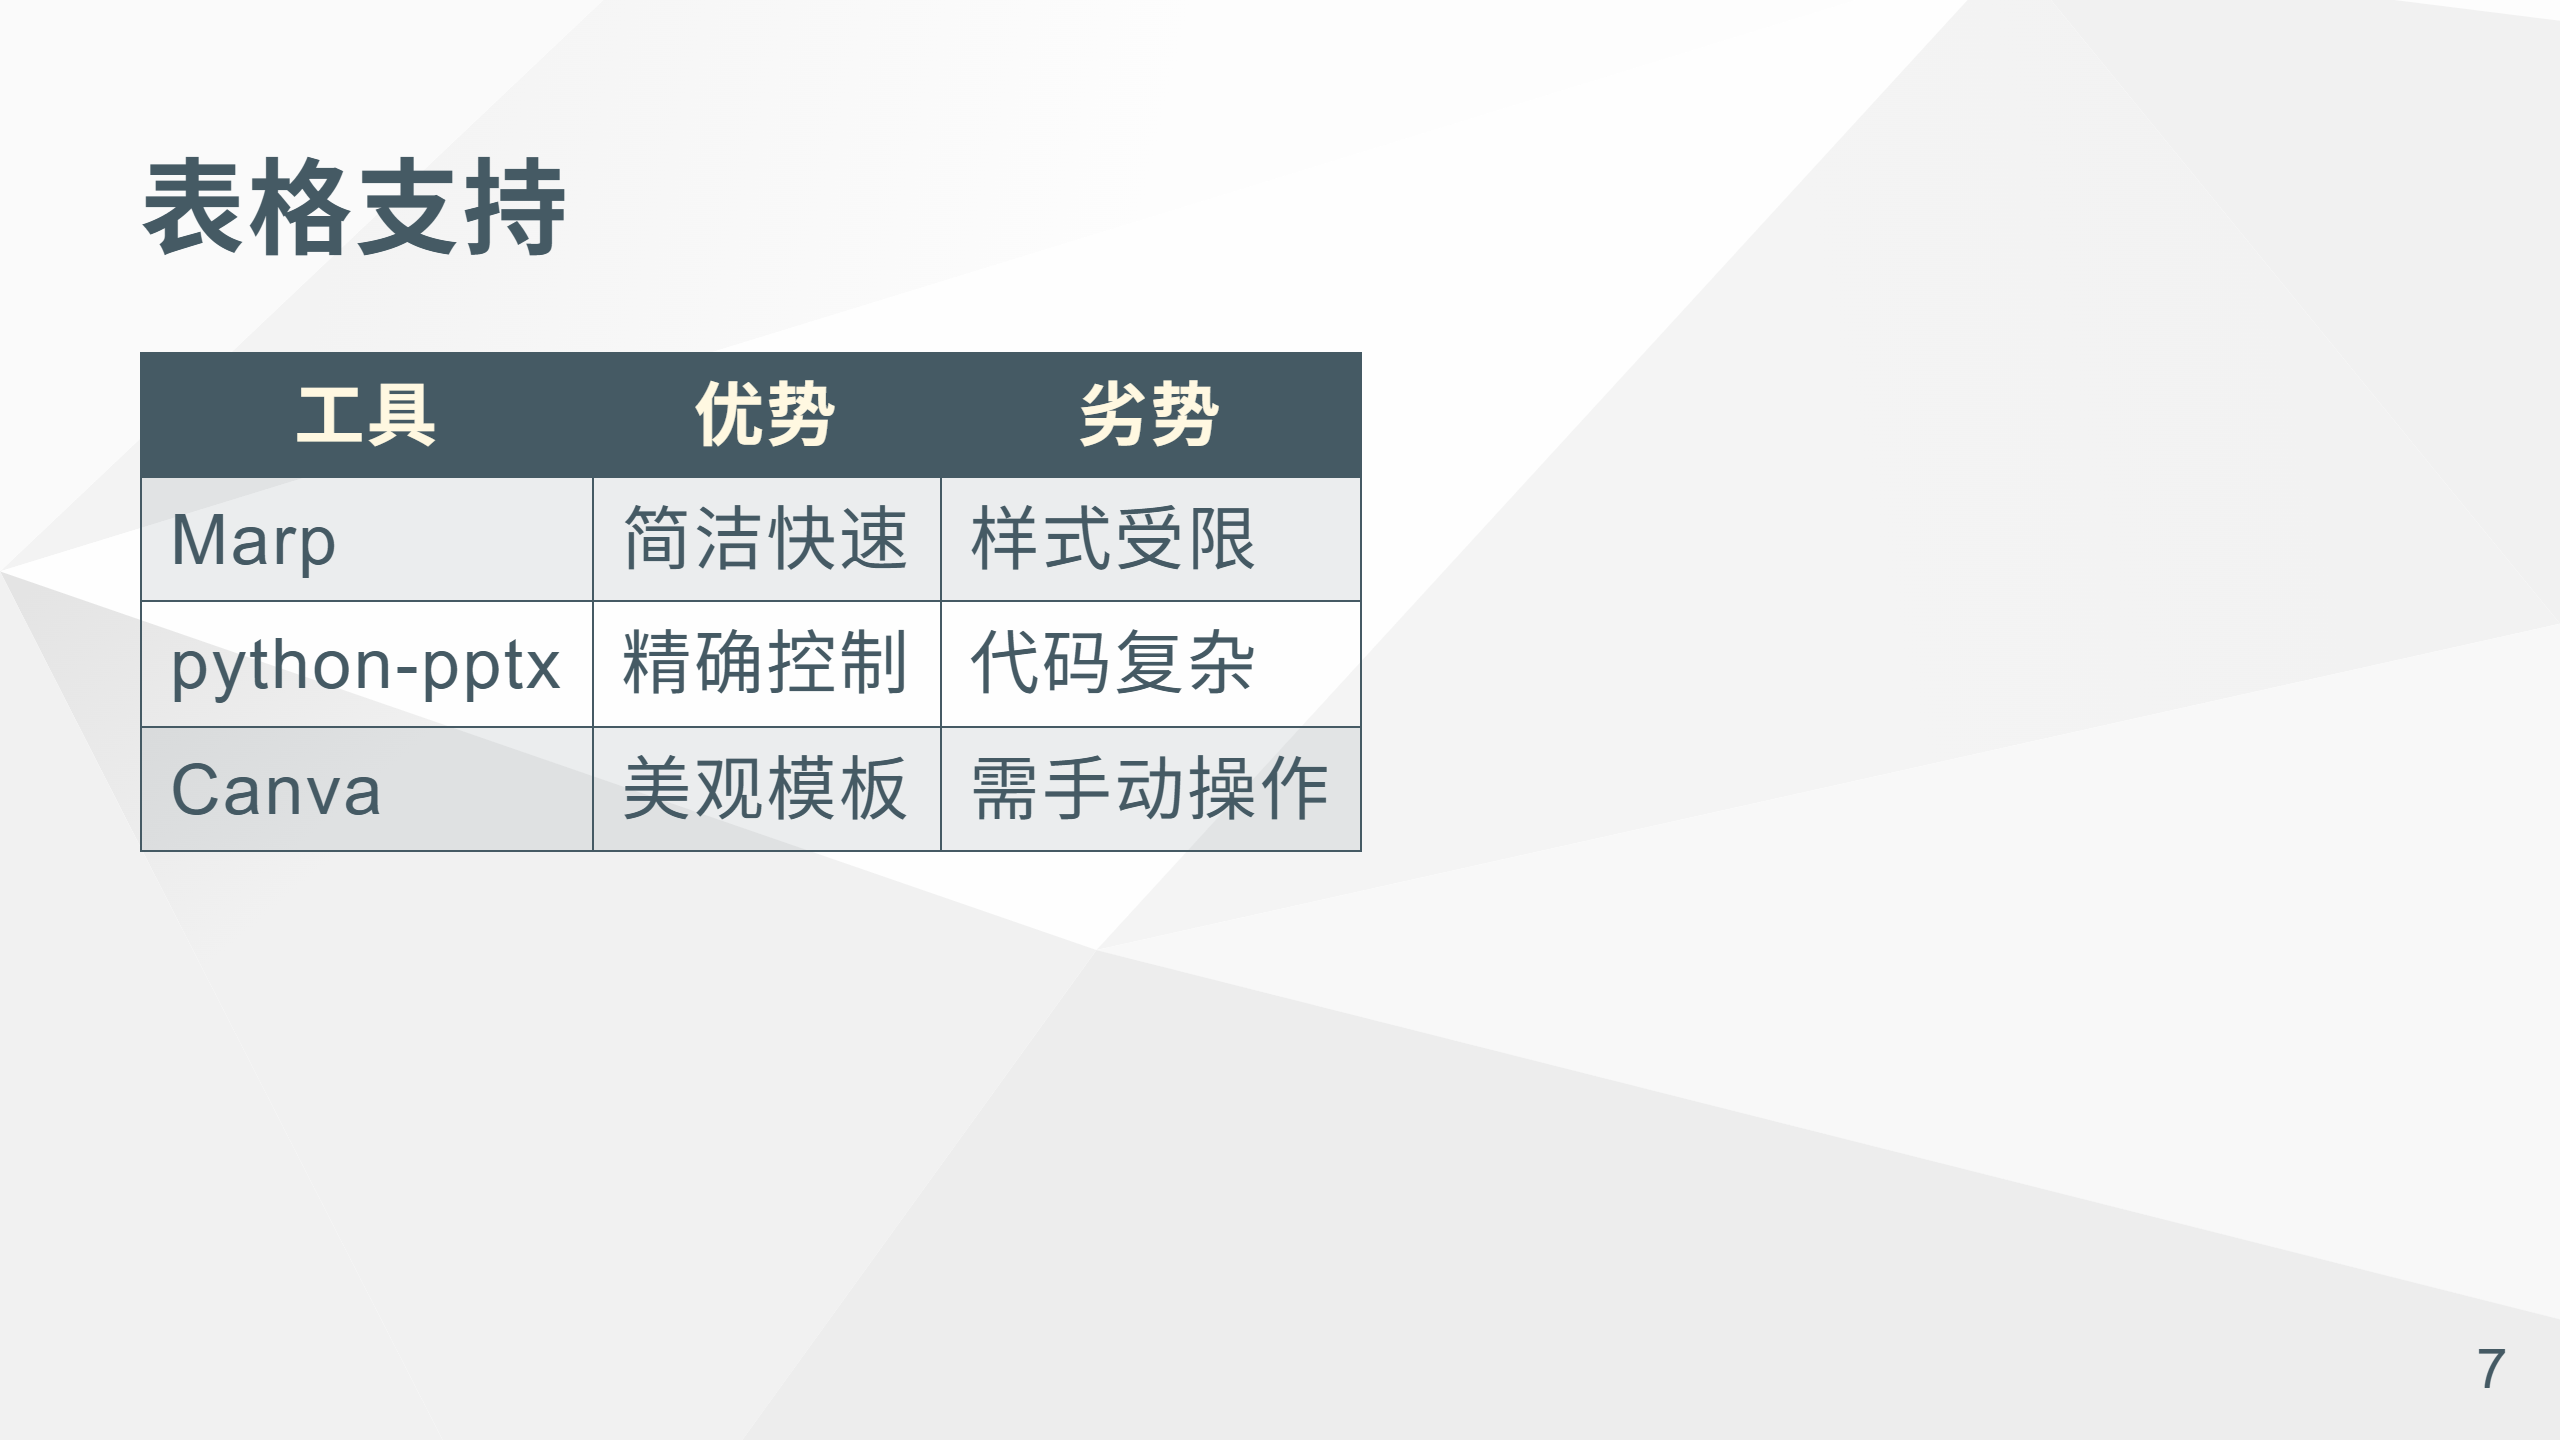 表格支持
工具 优势 劣势
Marp 简洁快速 样式受限
python-pptx 精确控制 代码复杂
Canva 美观模板 需手动操作
7